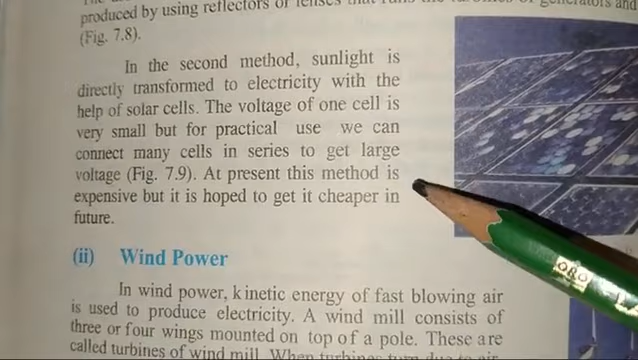 produced by using reflectors or lenses that runs the turbines of generators and
(Fig. 7.8).
In the second method, sunlight is
directly transformed to electricity with the
help of solar cells. The voltage of one cell is
very small but for practical use we can
connect many cells in series to get large
voltage (Fig. 7.9). At present this method is
expensive but it is hoped to get it cheaper in
future.
(ii) Wind Power
In wind power, kinetic energy of fast blowing air
is used to produce electricity. A wind mill consists of
three or four wings mounted on top of a pole. These are
called turbines of wind mill. When turbines turn due to air
ORO